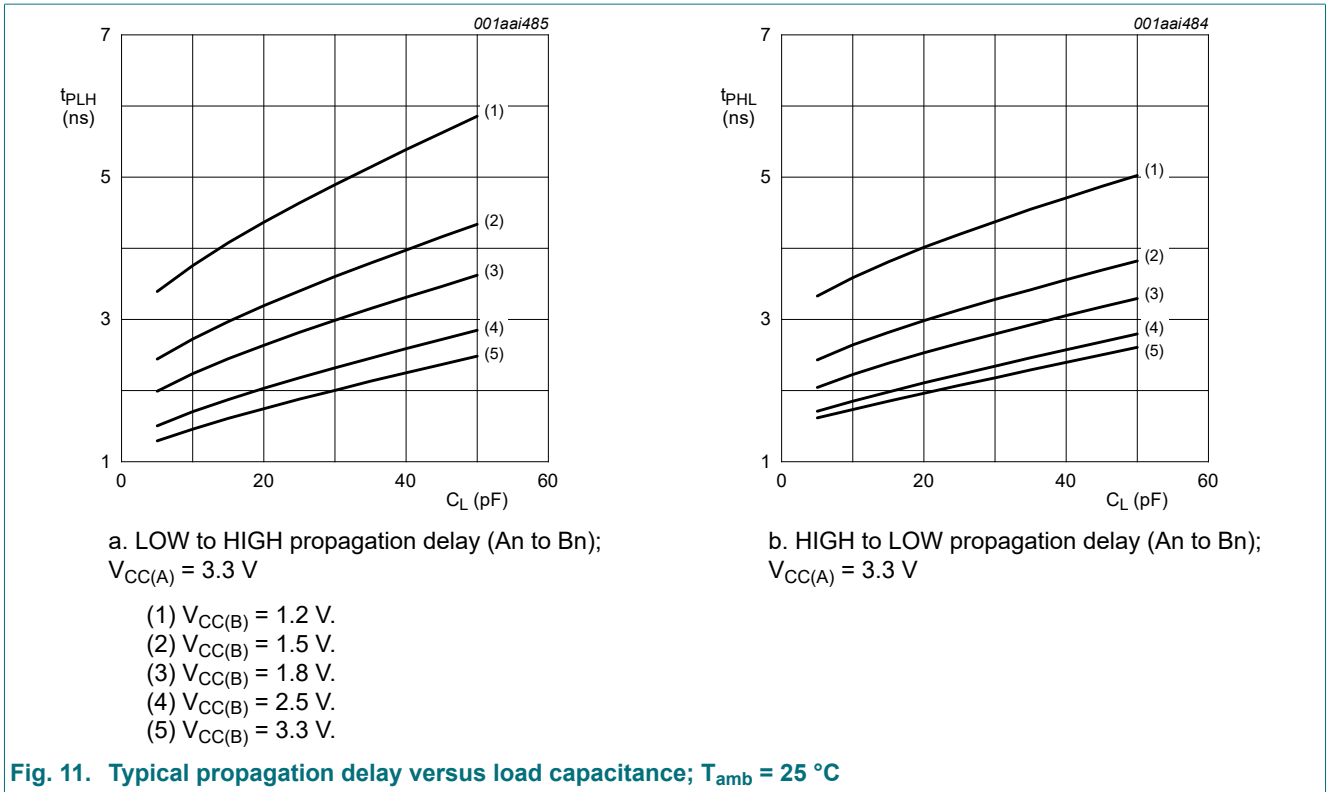 001aai485
7
tPLH
(ns)
5
3
1
0
20
40
60
CL (pF)
(1)
(2)
(3)
(4)
(5)
a. LOW to HIGH propagation delay (An to Bn);
VCC(A) = 3.3 V
001aai484
7
tPHL
(ns)
5
3
1
0
20
40
60
CL (pF)
(1)
(2)
(3)
(4)
(5)
b. HIGH to LOW propagation delay (An to Bn);
VCC(A) = 3.3 V
(1) VCC(B) = 1.2 V.
(2) VCC(B) = 1.5 V.
(3) VCC(B) = 1.8 V.
(4) VCC(B) = 2.5 V.
(5) VCC(B) = 3.3 V.
Fig. 11. Typical propagation delay versus load capacitance; Tamb = 25 °C